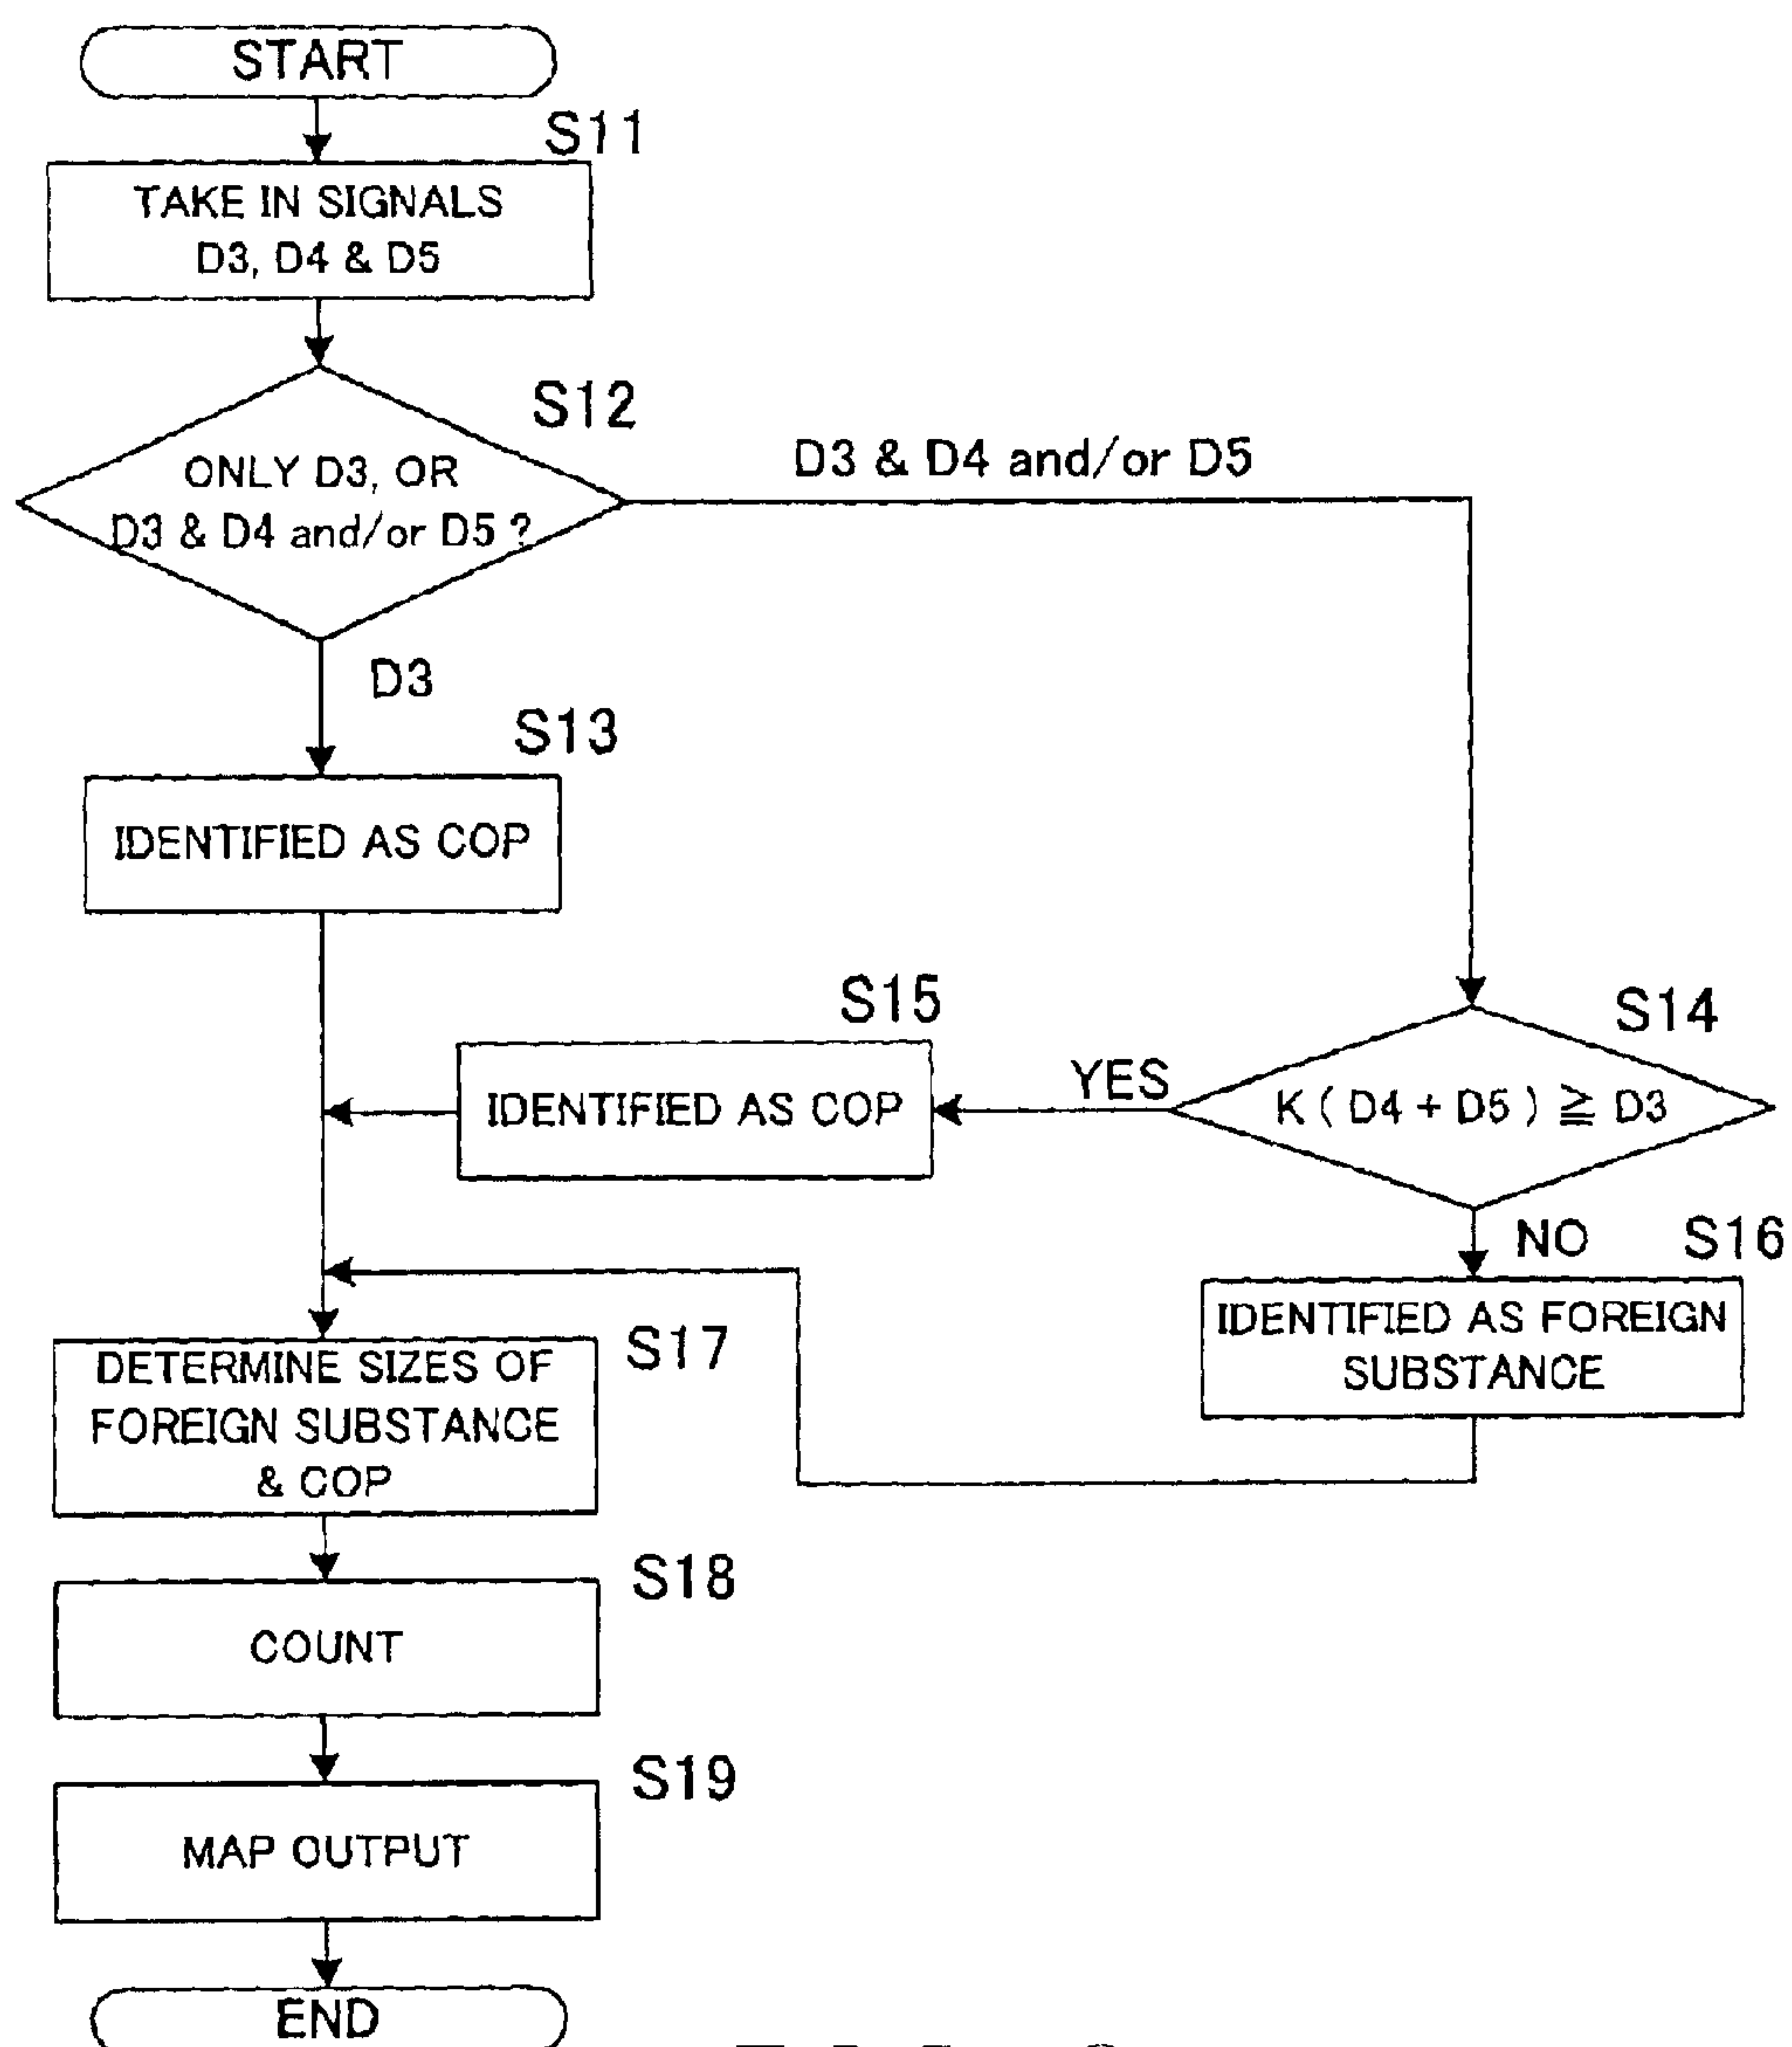 START
S11
TAKE IN SIGNALS
D3, D4 & D5
S12
ONLY D3, OR
D3 & D4 and/or D5 ?
D3 & D4 and/or D5
D3
S13
IDENTIFIED AS COP
S15
IDENTIFIED AS COP
YES
S14
K ( D4 + D5 ) ≧ D3
NO
S16
IDENTIFIED AS FOREIGN
SUBSTANCE
S17
DETERMINE SIZES OF
FOREIGN SUBSTANCE
& COP
S18
COUNT
S19
MAP OUTPUT
END